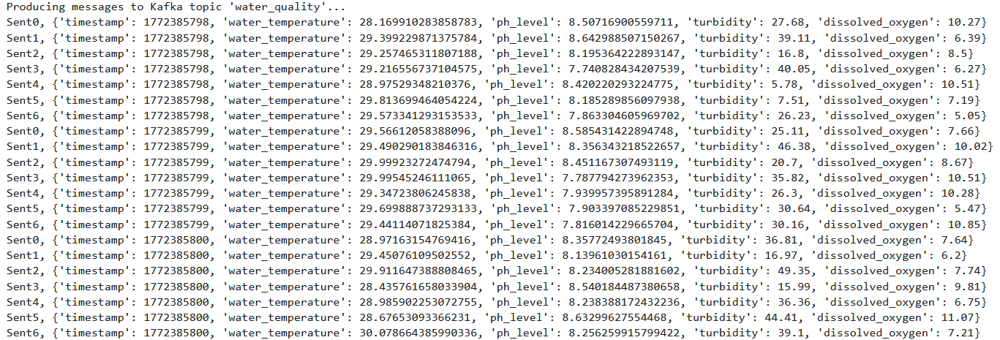 Producing messages to Kafka topic 'water_quality'...
Sent0, {'timestamp': 1772385798, 'water_temperature': 28.169910283858783, 'ph_level': 8.50716900559711, 'turbidity': 27.68, 'dissolved_oxygen': 10.27}
Sent1, {'timestamp': 1772385798, 'water_temperature': 29.399229871375784, 'ph_level': 8.642988507150267, 'turbidity': 39.11, 'dissolved_oxygen': 6.39}
Sent2, {'timestamp': 1772385798, 'water_temperature': 29.257465311807188, 'ph_level': 8.195364222893147, 'turbidity': 16.8, 'dissolved_oxygen': 8.5}
Sent3, {'timestamp': 1772385798, 'water_temperature': 29.216556737104575, 'ph_level': 7.740828434207539, 'turbidity': 40.05, 'dissolved_oxygen': 6.27}
Sent4, {'timestamp': 1772385798, 'water_temperature': 28.97529348210376, 'ph_level': 8.420220293224775, 'turbidity': 5.78, 'dissolved_oxygen': 10.51}
Sent5, {'timestamp': 1772385798, 'water_temperature': 29.813699464054224, 'ph_level': 8.185289856097938, 'turbidity': 7.51, 'dissolved_oxygen': 7.19}
Sent6, {'timestamp': 1772385798, 'water_temperature': 29.573341293153533, 'ph_level': 7.863304605969702, 'turbidity': 26.23, 'dissolved_oxygen': 5.05}
Sent0, {'timestamp': 1772385799, 'water_temperature': 29.56612058388096, 'ph_level': 8.585431422894748, 'turbidity': 25.11, 'dissolved_oxygen': 7.66}
Sent1, {'timestamp': 1772385799, 'water_temperature': 29.490290183846316, 'ph_level': 8.356343218522657, 'turbidity': 46.38, 'dissolved_oxygen': 10.02}
Sent2, {'timestamp': 1772385799, 'water_temperature': 29.99923272474794, 'ph_level': 8.451167307493119, 'turbidity': 20.7, 'dissolved_oxygen': 8.67}
Sent3, {'timestamp': 1772385799, 'water_temperature': 29.99545246111065, 'ph_level': 7.787794273962353, 'turbidity': 35.82, 'dissolved_oxygen': 10.51}
Sent4, {'timestamp': 1772385799, 'water_temperature': 29.34723806245838, 'ph_level': 7.939957395891284, 'turbidity': 26.3, 'dissolved_oxygen': 10.28}
Sent5, {'timestamp': 1772385799, 'water_temperature': 29.699888737293133, 'ph_level': 7.903397085229851, 'turbidity': 30.64, 'dissolved_oxygen': 5.47}
Sent6, {'timestamp': 1772385799, 'water_temperature': 29.44114071825384, 'ph_level': 7.816014229665704, 'turbidity': 30.16, 'dissolved_oxygen': 10.85}
Sent0, {'timestamp': 1772385800, 'water_temperature': 28.97163154769416, 'ph_level': 8.35772493801845, 'turbidity': 36.81, 'dissolved_oxygen': 7.64}
Sent1, {'timestamp': 1772385800, 'water_temperature': 29.45076109502552, 'ph_level': 8.13961030154161, 'turbidity': 16.97, 'dissolved_oxygen': 6.2}
Sent2, {'timestamp': 1772385800, 'water_temperature': 29.911647388808465, 'ph_level': 8.234005281881602, 'turbidity': 49.35, 'dissolved_oxygen': 7.74}
Sent3, {'timestamp': 1772385800, 'water_temperature': 28.435761658033904, 'ph_level': 8.540184487380658, 'turbidity': 15.99, 'dissolved_oxygen': 9.81}
Sent4, {'timestamp': 1772385800, 'water_temperature': 28.985902253072755, 'ph_level': 8.238388172432236, 'turbidity': 36.36, 'dissolved_oxygen': 6.75}
Sent5, {'timestamp': 1772385800, 'water_temperature': 28.67653093366231, 'ph_level': 8.63299627554468, 'turbidity': 44.41, 'dissolved_oxygen': 11.07}
Sent6, {'timestamp': 1772385800, 'water_temperature': 30.078664385990336, 'ph_level': 8.256259915799422, 'turbidity': 39.1, 'dissolved_oxygen': 7.21}